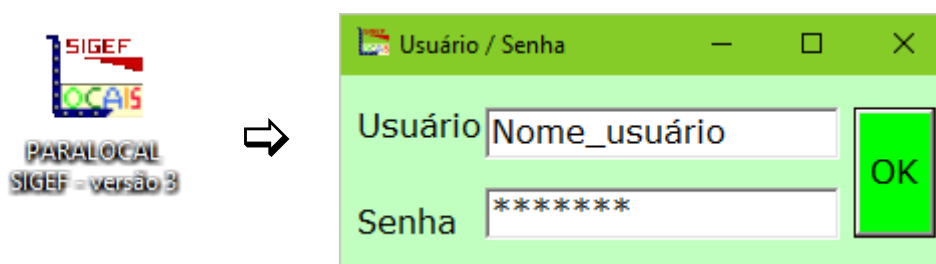 SIGEF
LOCAIS
PARALOCAL
SIGEF - versão 3
Usuário / Senha
Usuário Nome_usuário
OK
Senha *******